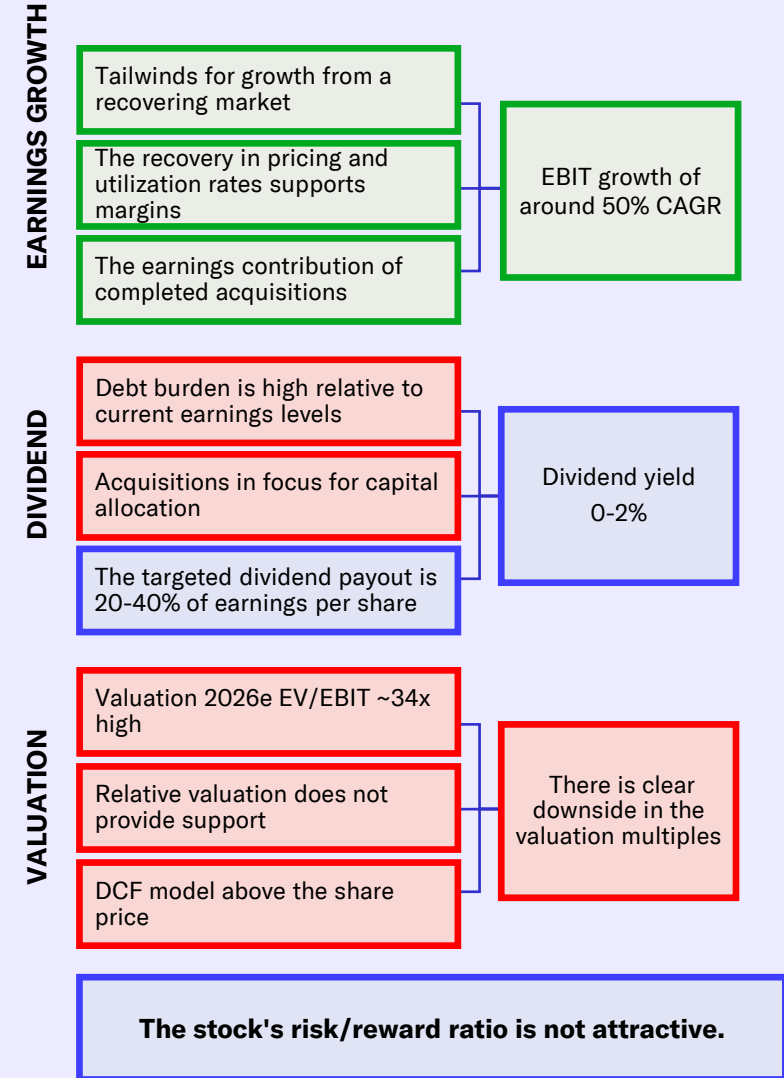 EARNINGS GROWTH
Tailwinds for growth from a
recovering market
The recovery in pricing and
utilization rates supports
margins
The earnings contribution of
completed acquisitions
EBIT growth of
around 50% CAGR
DIVIDEND
Debt burden is high relative to
current earnings levels
Acquisitions in focus for capital
allocation
The targeted dividend payout is
20-40% of earnings per share
Dividend yield
0-2%
VALUATION
Valuation 2026e EV/EBIT ~34x
high
Relative valuation does not
provide support
DCF model above the share
price
There is clear
downside in the
valuation multiples
The stock's risk/reward ratio is not attractive.